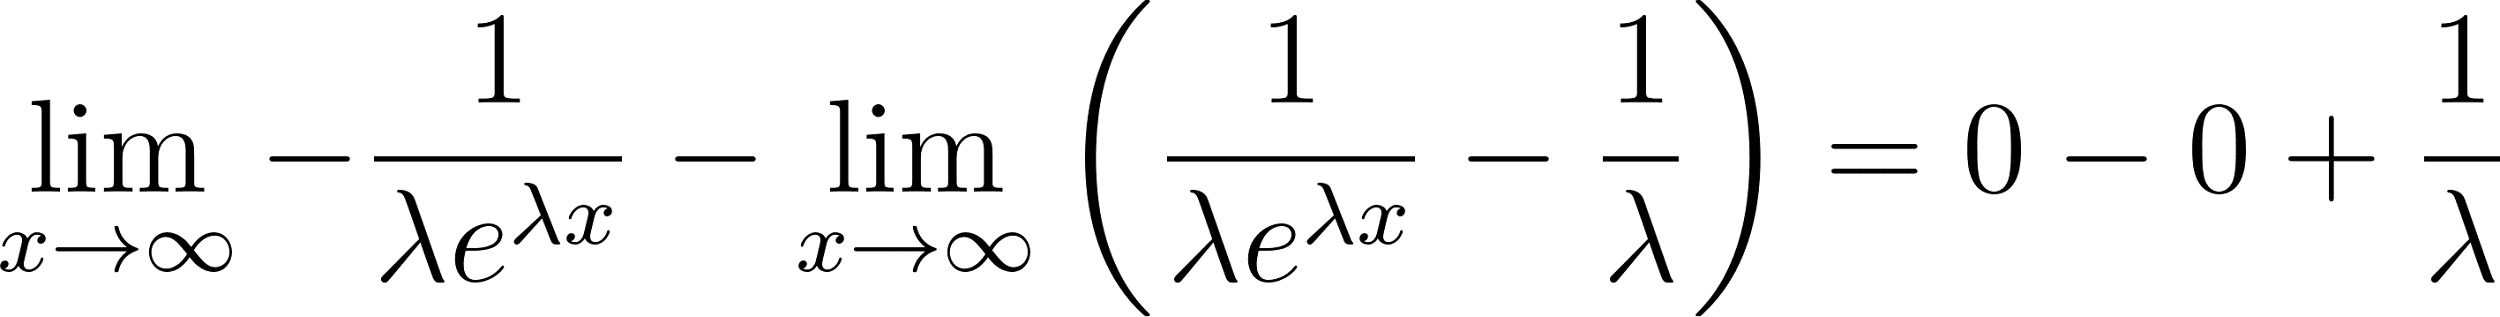 \lim_{x \to \infty} -\frac{1}{\lambda e^{\lambda x}} - \lim_{x \to \infty} \left( \frac{1}{\lambda e^{\lambda x}} - \frac{1}{\lambda} \right) = 0 - 0 + \frac{1}{\lambda}